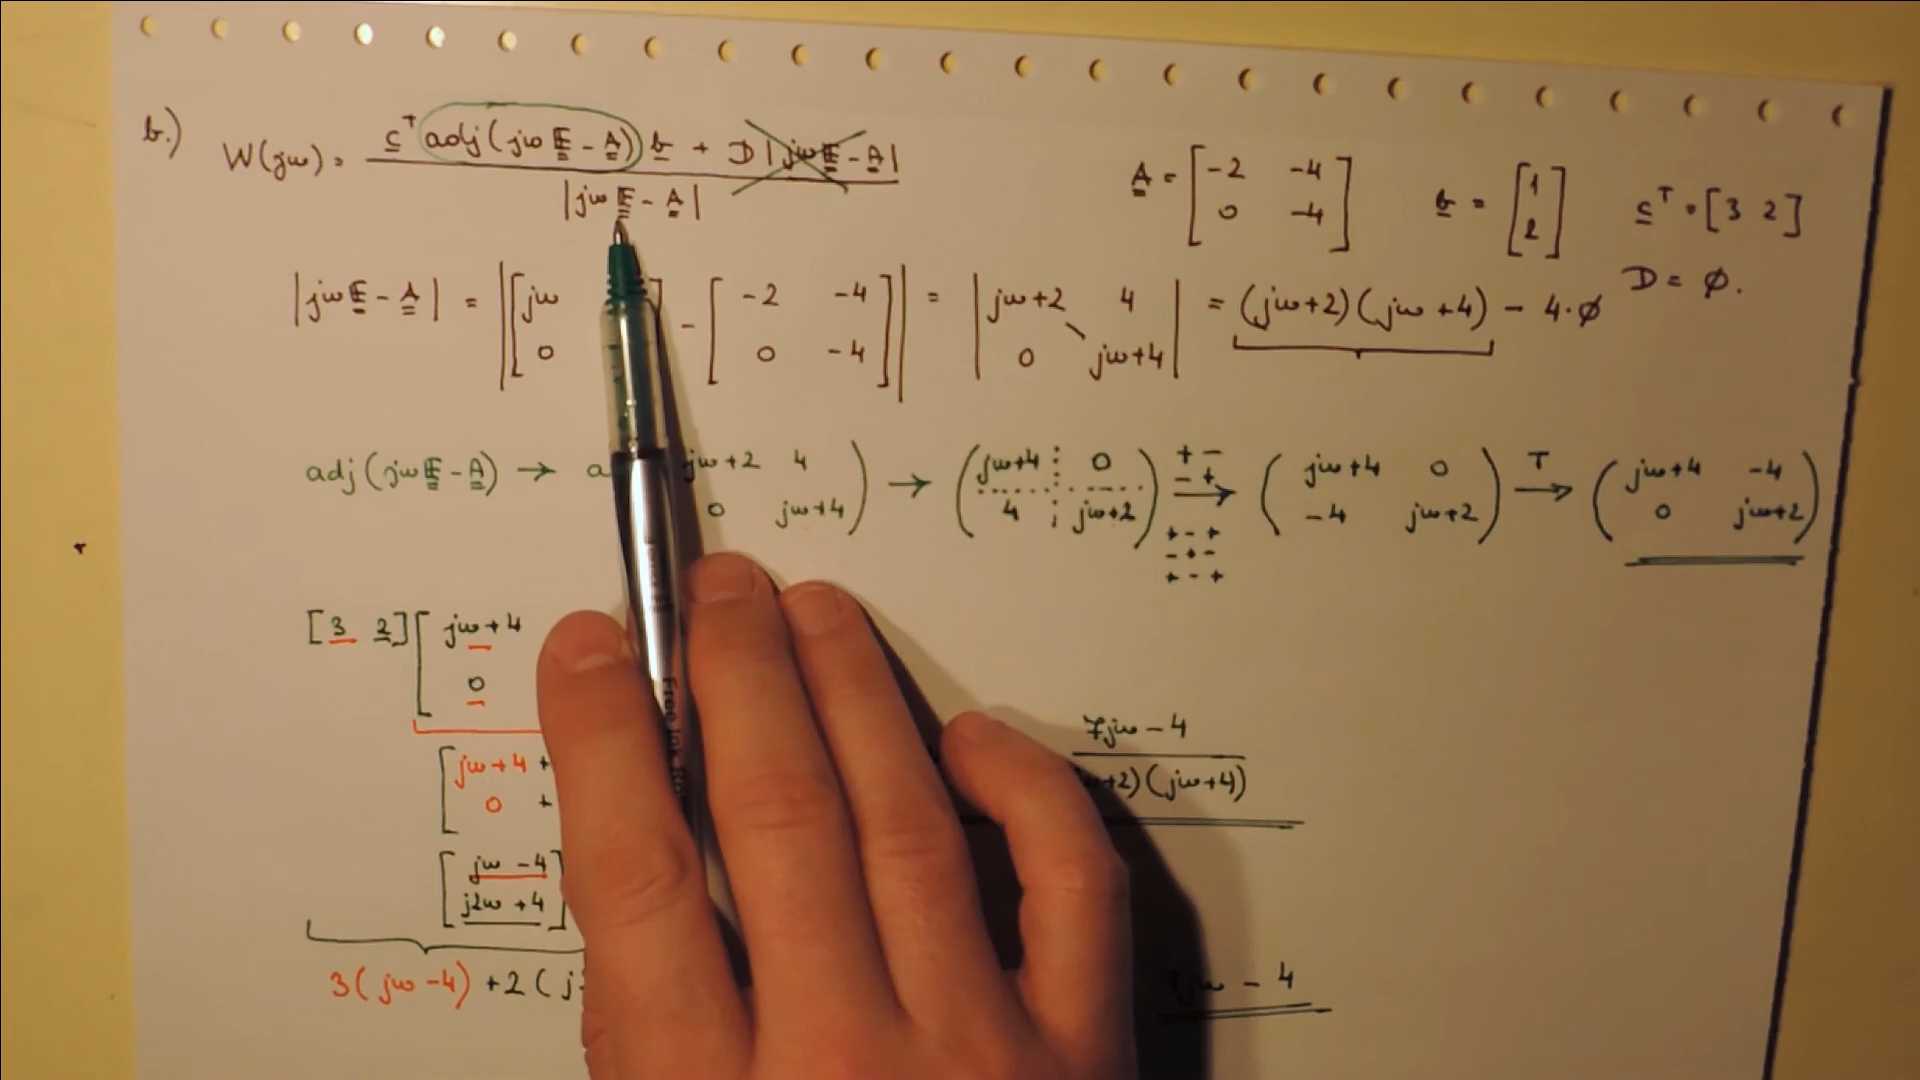 b.) W(jω) = c^T adj(jωE - A) b + D |jωE - A| / |jωE - A|
A = [-2 -4; 0 -4] b = [1; 2] c^T = [3 2]
D = ∅.
|jωE - A| = |[jω; 0 ] - [-2 -4; 0 -4]| = |jω+2 4; 0 jω+4| = (jω+2)(jω+4) - 4·∅
adj(jωE - A) → a jω+2 4; 0 jω+4) → (jω+4 0; 4 jω+2) + - - + → (jω+4 0; -4 jω+2) T → (jω+4 -4; 0 jω+2)
+ - +
- + -
+ - +
[3 2] [jω+4; 0
7jω - 4 / +2)(jω+4)
[jω+4 +; 0 +
[jω -4; j2ω +4]
3(jω -4) +2(j
jω - 4
Free Ink Ro